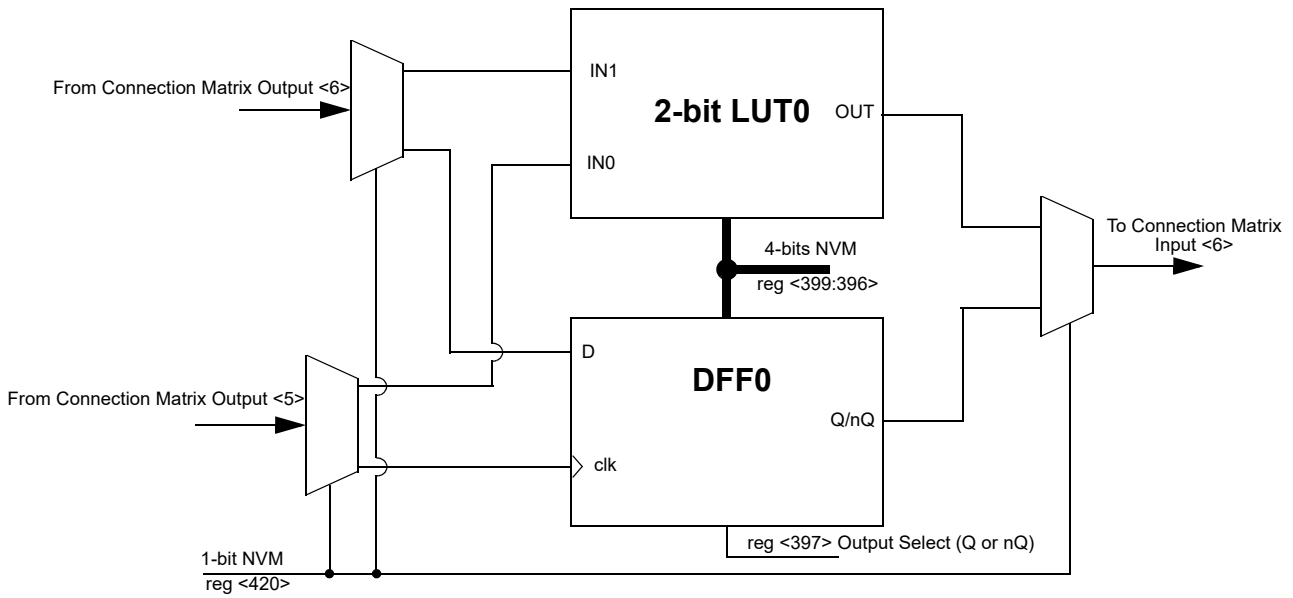 From Connection Matrix Output <6>
IN1
2-bit LUT0
OUT
IN0
To Connection Matrix
Input <6>
4-bits NVM
reg <399:396>
D
DFF0
From Connection Matrix Output <5>
Q/nQ
clk
reg <397> Output Select (Q or nQ)
1-bit NVM
reg <420>